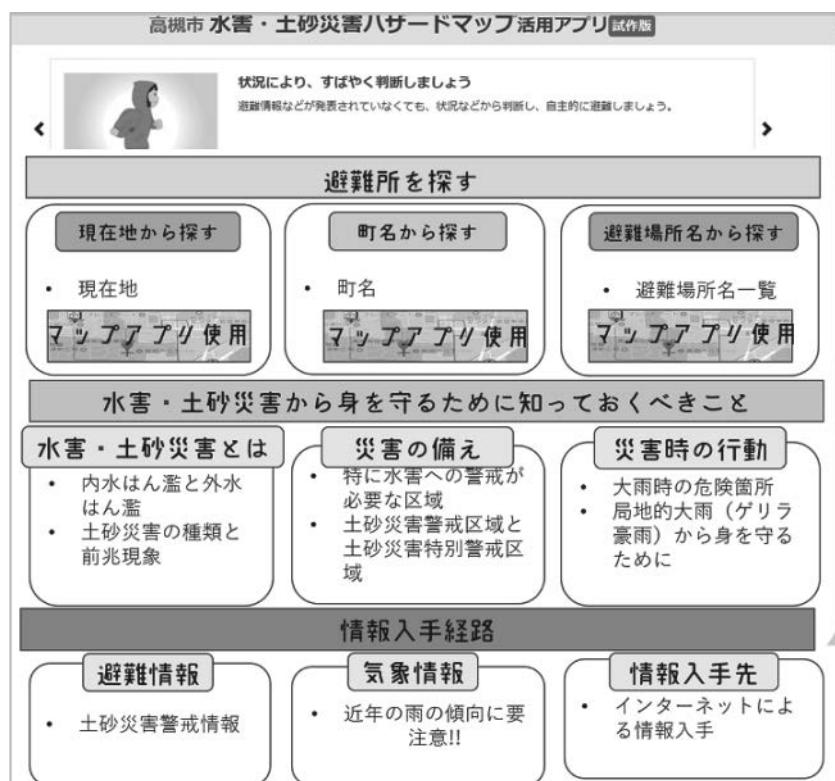 高槻市 水害・土砂災害ハザードマップ活用アプリ 試作版
状況により、すばやく判断しましょう
避難情報などが発表されていなくても、状況などから判断し、自主的に避難しましょう。
避難所を探す
現在地から探す
• 現在地
マップアプリ使用
町名から探す
• 町名
マップアプリ使用
避難場所名から探す
• 避難場所名一覧
マップアプリ使用
水害・土砂災害から身を守るために知っておくべきこと
水害・土砂災害とは
• 内水はん濫と外水
はん濫
• 土砂災害の種類と
前兆現象
災害の備え
• 特に水害への警戒が
必要な区域
• 土砂災害警戒区域と
土砂災害特別警戒区
域
災害時の行動
• 大雨時の危険箇所
• 局地的大雨（ゲリラ
豪雨）から身を守る
ために
情報入手経路
避難情報
• 土砂災害警戒情報
気象情報
• 近年の雨の傾向に要
注意!!
情報入手先
• インターネットによ
る情報入手